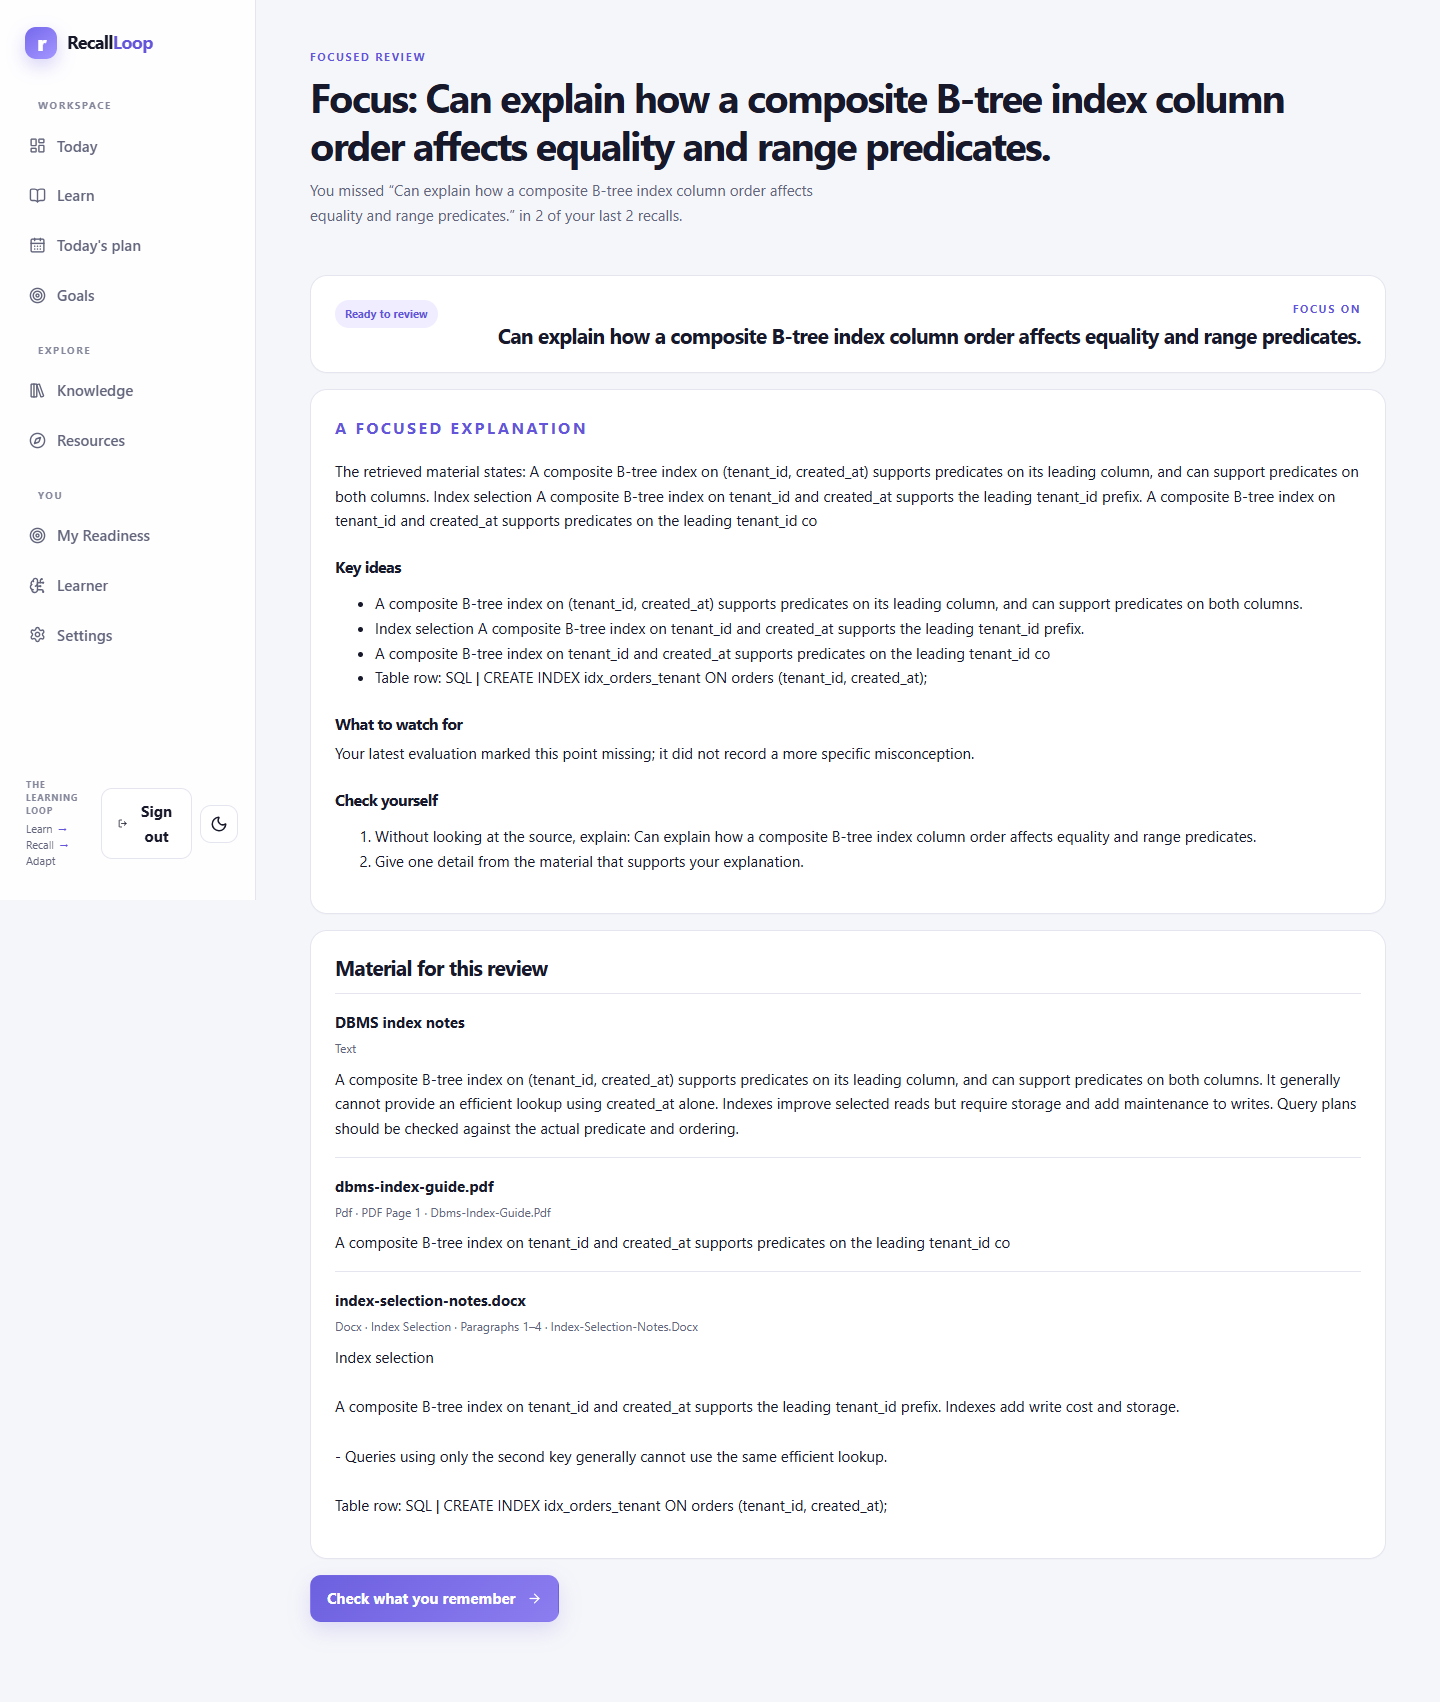 r RecallLoop
WORKSPACE
Today
Learn
Today's plan
Goals
EXPLORE
Knowledge
Resources
YOU
My Readiness
Learner
Settings
THE
LEARNING
LOOP
Learn →
Recall →
Adapt
Sign
out
FOCUSED REVIEW
Focus: Can explain how a composite B-tree index column
order affects equality and range predicates.
You missed “Can explain how a composite B-tree index column order affects
equality and range predicates.” in 2 of your last 2 recalls.
Ready to review
FOCUS ON
Can explain how a composite B-tree index column order affects equality and range predicates.
A FOCUSED EXPLANATION
The retrieved material states: A composite B-tree index on (tenant_id, created_at) supports predicates on its leading column, and can support predicates on
both columns. Index selection A composite B-tree index on tenant_id and created_at supports the leading tenant_id prefix. A composite B-tree index on
tenant_id and created_at supports predicates on the leading tenant_id co
Key ideas
• A composite B-tree index on (tenant_id, created_at) supports predicates on its leading column, and can support predicates on both columns.
• Index selection A composite B-tree index on tenant_id and created_at supports the leading tenant_id prefix.
• A composite B-tree index on tenant_id and created_at supports predicates on the leading tenant_id co
• Table row: SQL | CREATE INDEX idx_orders_tenant ON orders (tenant_id, created_at);
What to watch for
Your latest evaluation marked this point missing; it did not record a more specific misconception.
Check yourself
1. Without looking at the source, explain: Can explain how a composite B-tree index column order affects equality and range predicates.
2. Give one detail from the material that supports your explanation.
Material for this review
DBMS index notes
Text
A composite B-tree index on (tenant_id, created_at) supports predicates on its leading column, and can support predicates on both columns. It generally
cannot provide an efficient lookup using created_at alone. Indexes improve selected reads but require storage and add maintenance to writes. Query plans
should be checked against the actual predicate and ordering.
dbms-index-guide.pdf
Pdf · PDF Page 1 · Dbms-Index-Guide.Pdf
A composite B-tree index on tenant_id and created_at supports predicates on the leading tenant_id co
index-selection-notes.docx
Docx · Index Selection · Paragraphs 1–4 · Index-Selection-Notes.Docx
Index selection
A composite B-tree index on tenant_id and created_at supports the leading tenant_id prefix. Indexes add write cost and storage.
- Queries using only the second key generally cannot use the same efficient lookup.
Table row: SQL | CREATE INDEX idx_orders_tenant ON orders (tenant_id, created_at);
Check what you remember →